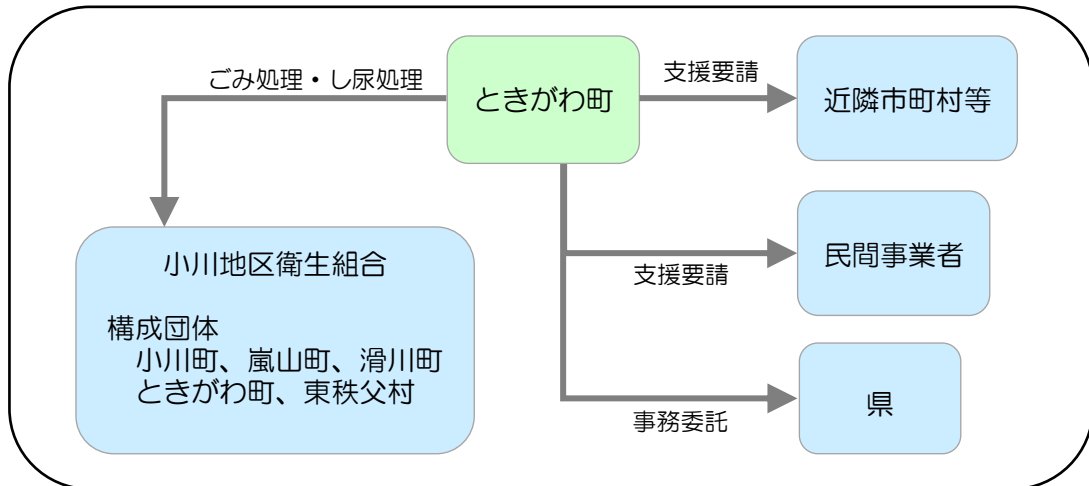 ごみ処理・し尿処理
ときがわ町
支援要請
近隣市町村等
小川地区衛生組合
構成団体
小川町、嵐山町、滑川町
ときがわ町、東秩父村
支援要請
民間事業者
事務委託
県